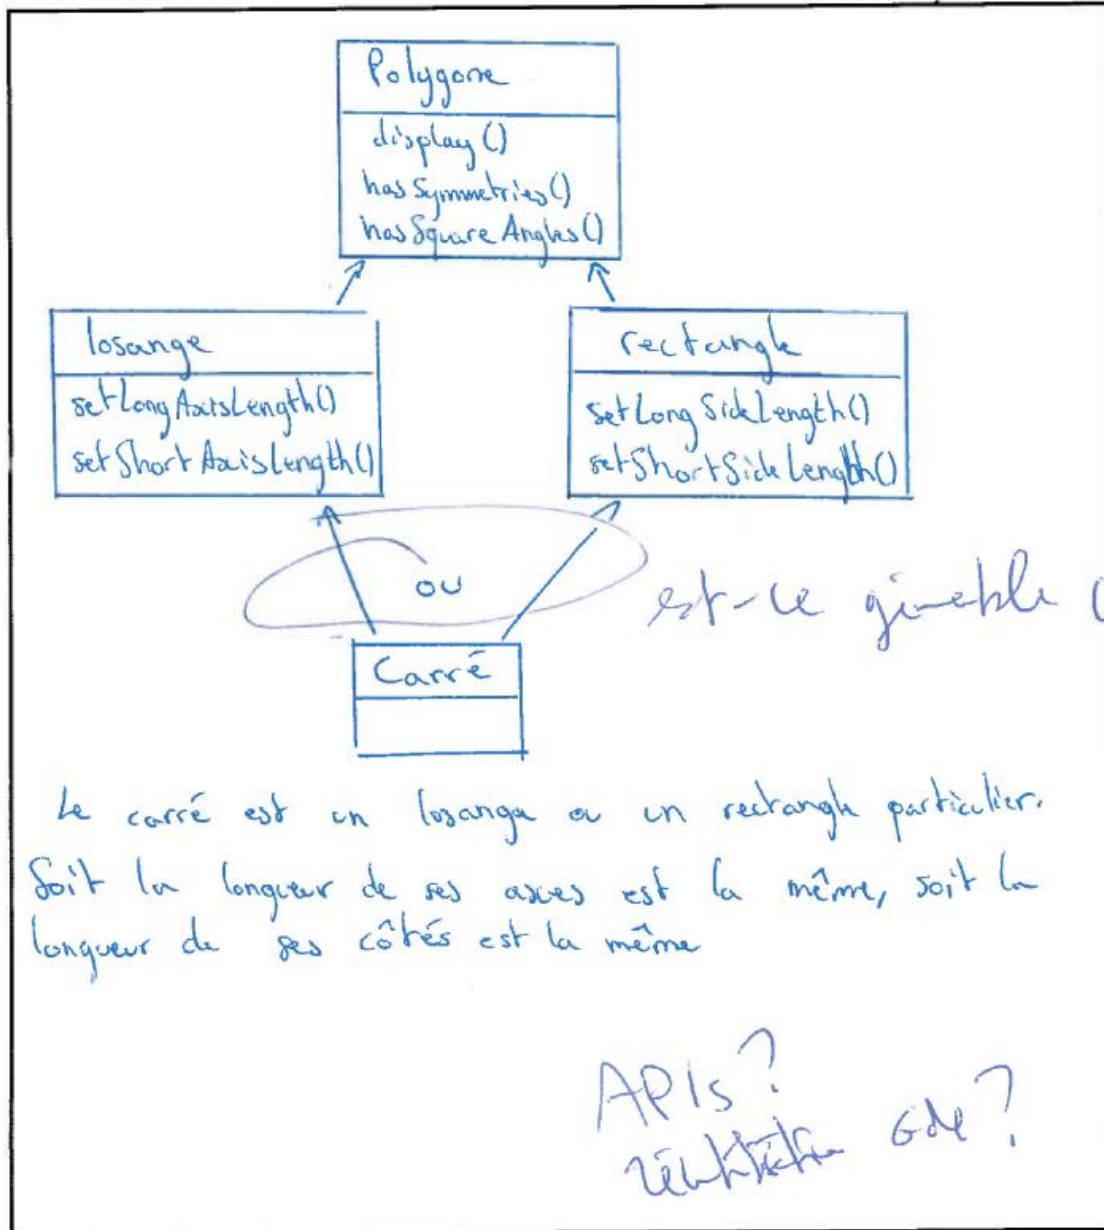 Polygone
display ()
hasSymmetries()
hasSquareAngles()
losange
setLongAxisLength()
setShortAxisLength()
rectangle
setLongSideLength()
setShortSideLength()
ou
est-ce
Carré
Le carré est un losange ou un rectangle particulier.
Soit la longueur de ses axes est la même, soit la
longueur de ses côtés est la même
APIs ?
code ?